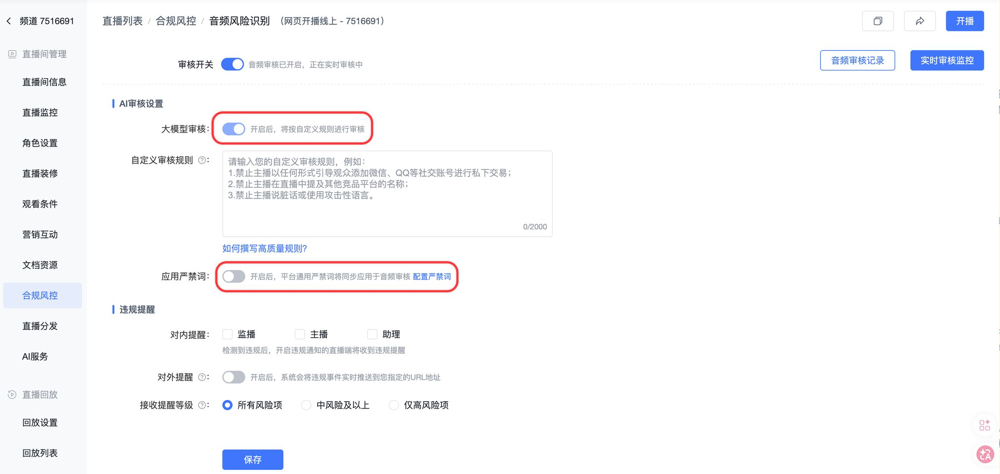 频道 7516691
直播间管理
直播间信息
直播监控
角色设置
直播装修
观看条件
营销互动
文档资源
合规风控
直播分发
AI服务
直播回放
回放设置
回放列表
直播列表 / 合规风控 / 音频风险识别 （网页开播线上 - 7516691）
开播
审核开关 音频审核已开启，正在实时审核中
音频审核记录 实时审核监控
AI审核设置
大模型审核： 开启后，将按自定义规则进行审核
自定义审核规则 ?：
请输入您的自定义审核规则，例如：
1.禁止主播以任何形式引导观众添加微信、QQ等社交账号进行私下交易；
2.禁止主播在直播中提及其他竞品平台的名称；
3.禁止主播说脏话或使用攻击性语言。
0/2000
如何撰写高质量规则?
应用严禁词： 开启后，平台通用严禁词将同步应用于音频审核 配置严禁词
违规提醒
对内提醒： 监播 主播 助理
检测到违规后，开启违规通知的直播端将收到违规提醒
对外提醒 ?： 开启后，系统会将违规事件实时推送到您指定的URL地址
接收提醒等级 ?： 所有风险项 中风险及以上 仅高风险项
保存